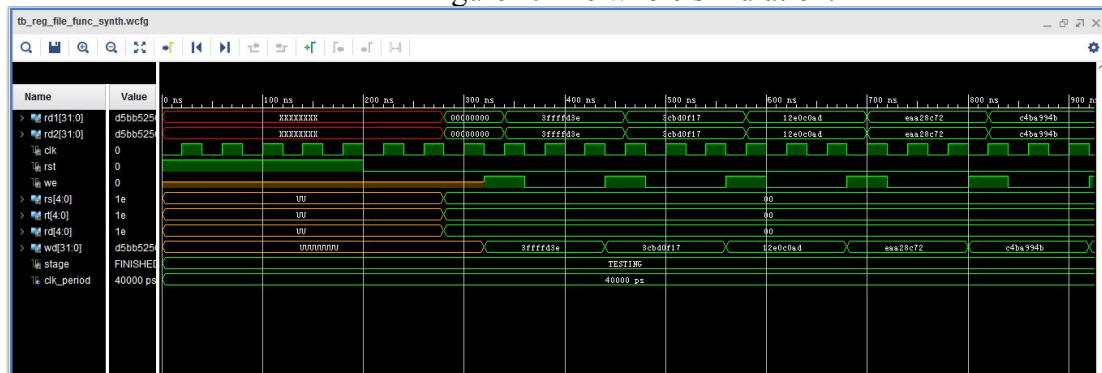 tb_reg_file_func_synth.wcfg
Name Value 0 ns 100 ns 200 ns 300 ns 400 ns 500 ns 600 ns 700 ns 800 ns 900 n
rd1[31:0] d5bb525 XXXXXXXX 00000000 3ffffd3e 3cbd0f17 12e0c0ad eaa28c72 c4ba994b
rd2[31:0] d5bb525 XXXXXXXX 00000000 3ffffd3e 3cbd0f17 12e0c0ad eaa28c72 c4ba994b
clk 0
rst 0
we 0
rs[4:0] 1e UU 00
rt[4:0] 1e UU 00
rd[4:0] 1e UU 00
wd[31:0] d5bb525 UUUUUUUU 3ffffd3e 3cbd0f17 12e0c0ad eaa28c72 c4ba994b
stage FINISHED TESTING
clk_period 40000 ps 40000 ps